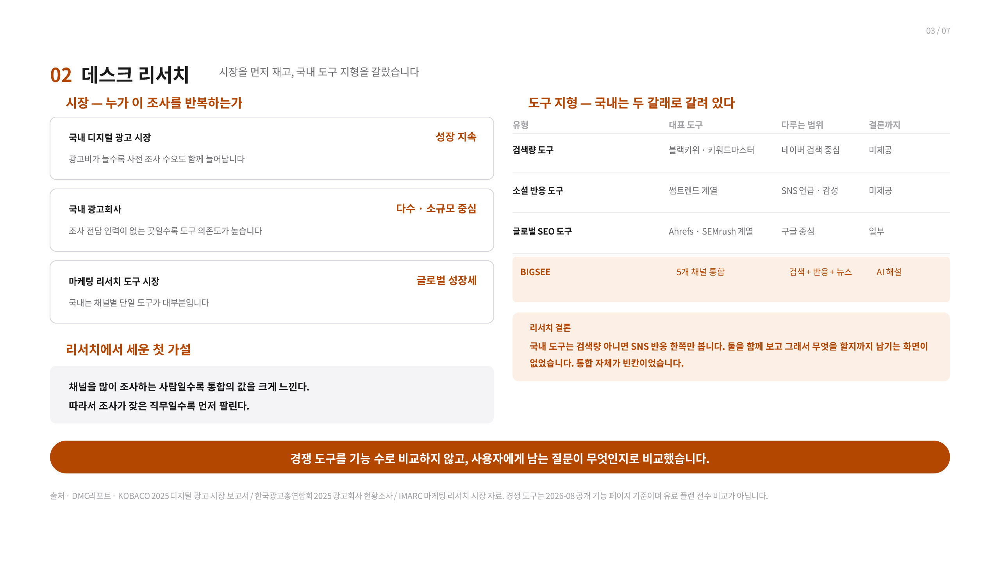 03 / 07
02 데스크 리서치 시장을 먼저 재고, 국내 도구 지형을 갈랐습니다
시장 — 누가 이 조사를 반복하는가
국내 디지털 광고 시장 성장 지속
광고비가 늘수록 사전 조사 수요도 함께 늘어납니다
국내 광고회사 다수 · 소규모 중심
조사 전담 인력이 없는 곳일수록 도구 의존도가 높습니다
마케팅 리서치 도구 시장 글로벌 성장세
국내는 채널별 단일 도구가 대부분입니다
리서치에서 세운 첫 가설
채널을 많이 조사하는 사람일수록 통합의 값을 크게 느낀다.
따라서 조사가 잦은 직무일수록 먼저 팔린다.
도구 지형 — 국내는 두 갈래로 갈려 있다
유형 대표 도구 다루는 범위 결론까지
검색량 도구 블랙키위 · 키워드마스터 네이버 검색 중심 미제공
소셜 반응 도구 썸트렌드 계열 SNS 언급 · 감성 미제공
글로벌 SEO 도구 Ahrefs · SEMrush 계열 구글 중심 일부
BIGSEE 5개 채널 통합 검색 + 반응 + 뉴스 AI 해설
리서치 결론
국내 도구는 검색량 아니면 SNS 반응 한쪽만 봅니다. 둘을 함께 보고 그래서 무엇을 할지까지 남기는 화면이
없었습니다. 통합 자체가 빈칸이었습니다.
경쟁 도구를 기능 수로 비교하지 않고, 사용자에게 남는 질문이 무엇인지로 비교했습니다.
출처 · DMC리포트 · KOBACO 2025 디지털 광고 시장 보고서 / 한국광고총연합회 2025 광고회사 현황조사 / IMARC 마케팅 리서치 시장 자료. 경쟁 도구는 2026-08 공개 기능 페이지 기준이며 유료 플랜 전수 비교가 아닙니다.